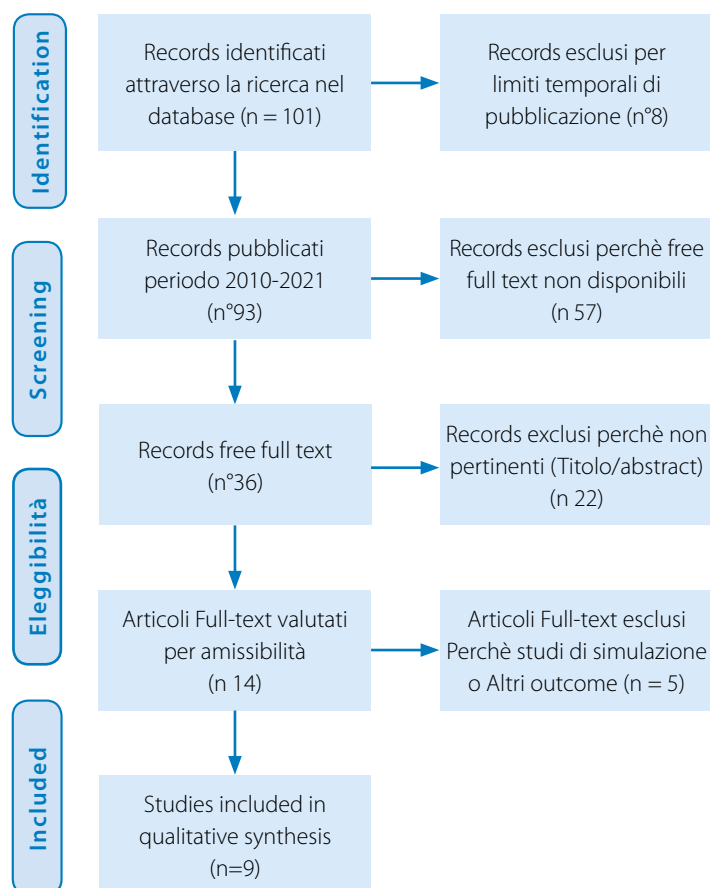 Identification
Records identificati
attraverso la ricerca nel
database (n = 101)
Records esclusi per
limiti temporali di
pubblicazione (n°8)
Screening
Records pubblicati
periodo 2010-2021
(n°93)
Records esclusi perchè free
full text non disponibili
(n 57)
Records free full text
(n°36)
Records exclusi perchè non
pertinenti (Titolo/abstract)
(n 22)
Eleggibilità
Articoli Full-text valutati
per amissibilità
(n 14)
Articoli Full-text esclusi
Perchè studi di simulazione
o Altri outcome (n = 5)
Included
Studies included in
qualitative synthesis
(n=9)